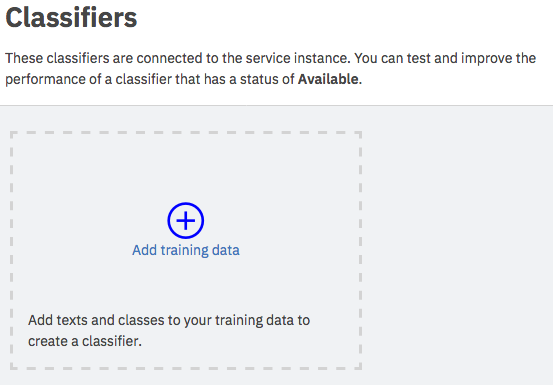 Classifiers
These classifiers are connected to the service instance. You can test and improve the
performance of a classifier that has a status of Available.
Add training data
Add texts and classes to your training data to
create a classifier.